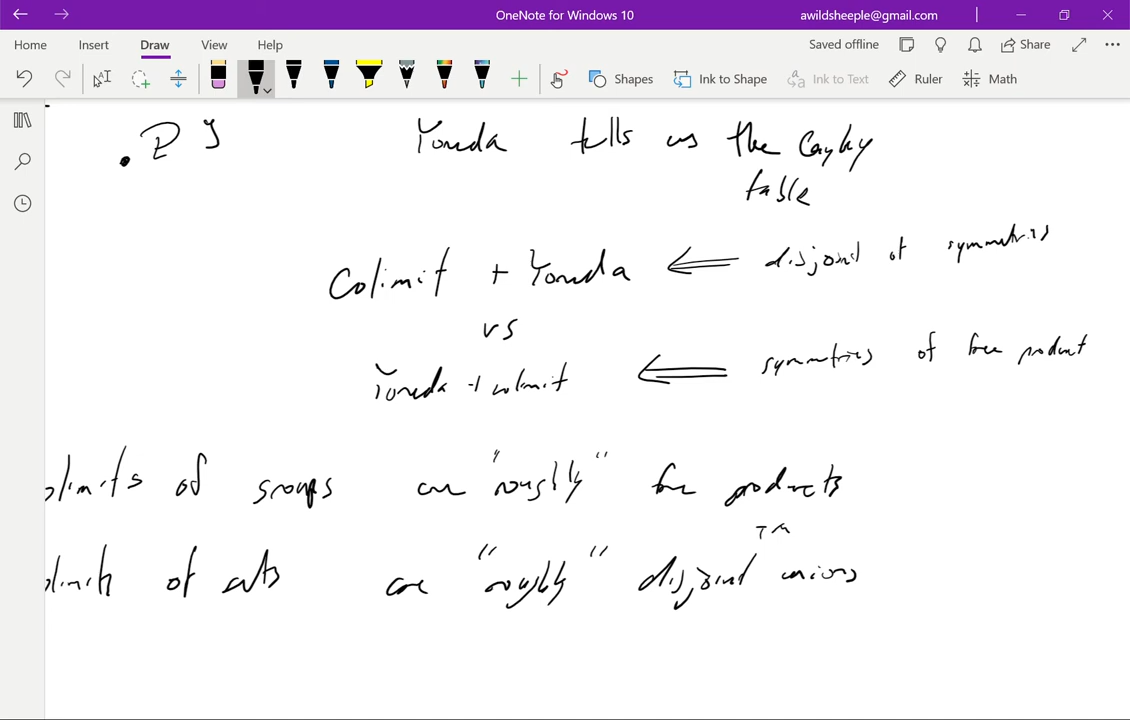 OneNote for Windows 10
awildsheeple@gmail.com
Home Insert Draw View Help
Saved offline
Share
Shapes
Ink to Shape
Ink to Text
Ruler
Math
Yoneda tells us the Cayley
table
Colimit + Yoneda disjoint of symmetries
vs
Yoneda + colimit symmetries of free product
olimits of groups are "roughly" free products
TM
olimits of sets are "roughly" disjoint unions